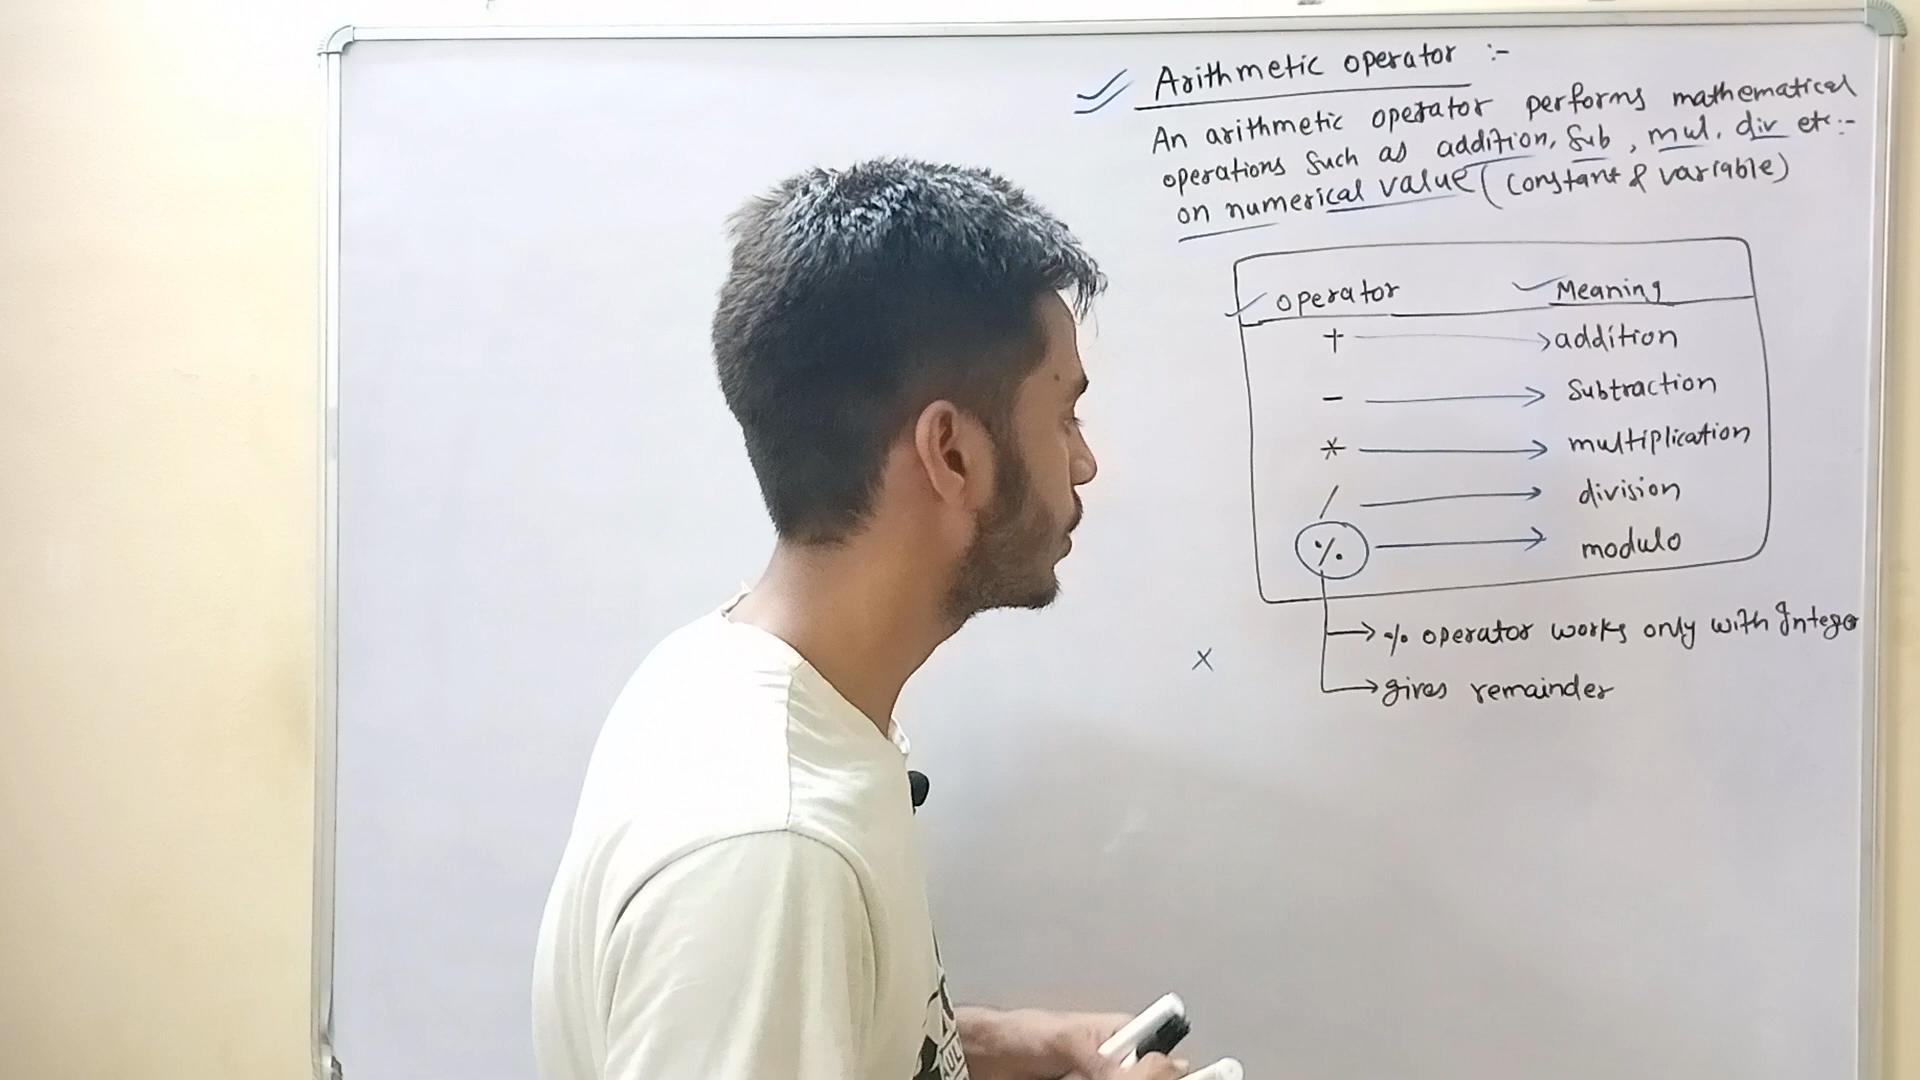 Arithmetic operator :-
An arithmetic operator performs mathematical
operations such as addition, Sub, mul, div etc:-
on numerical value (constant & variable)
operator Meaning
+ → addition
- → Subtraction
* → multiplication
/ → division
% → modulo
→ % operator works only with Integer
x
→ gives remainder